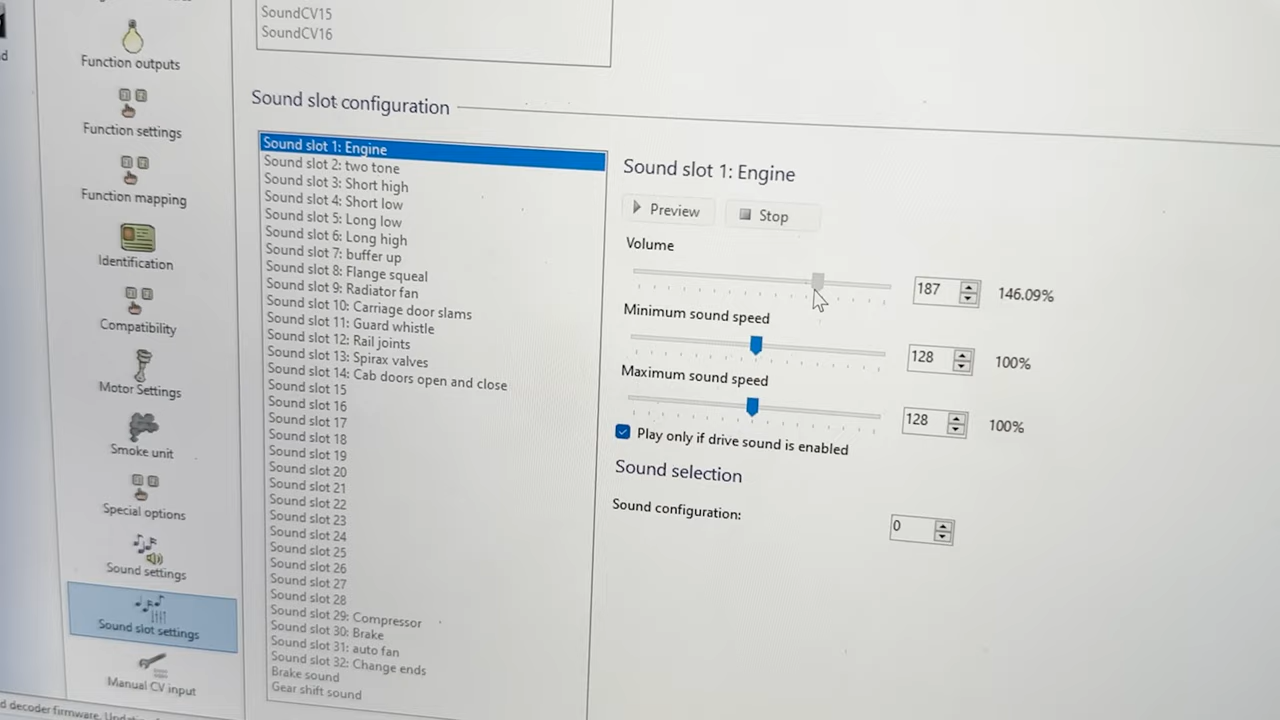 SoundCV15
SoundCV16
Function outputs
Function settings
Function mapping
Identification
Compatibility
Motor Settings
Smoke unit
Special options
Sound settings
Sound slot settings
Manual CV input
d decoder firmware.
Sound slot configuration
Sound slot 1: Engine
Sound slot 2: two tone
Sound slot 3: Short high
Sound slot 4: Short low
Sound slot 5: Long low
Sound slot 6: Long high
Sound slot 7: buffer up
Sound slot 8: Flange squeal
Sound slot 9: Radiator fan
Sound slot 10: Carriage door slams
Sound slot 11: Guard whistle
Sound slot 12: Rail joints
Sound slot 13: Spirax valves
Sound slot 14: Cab doors open and close
Sound slot 15
Sound slot 16
Sound slot 17
Sound slot 18
Sound slot 19
Sound slot 20
Sound slot 21
Sound slot 22
Sound slot 23
Sound slot 24
Sound slot 25
Sound slot 26
Sound slot 27
Sound slot 28
Sound slot 29: Compressor
Sound slot 30: Brake
Sound slot 31: auto fan
Sound slot 32: Change ends
Brake sound
Gear shift sound
Sound slot 1: Engine
Preview Stop
Volume
187 146.09%
Minimum sound speed
128 100%
Maximum sound speed
128 100%
Play only if drive sound is enabled
Sound selection
Sound configuration: 0